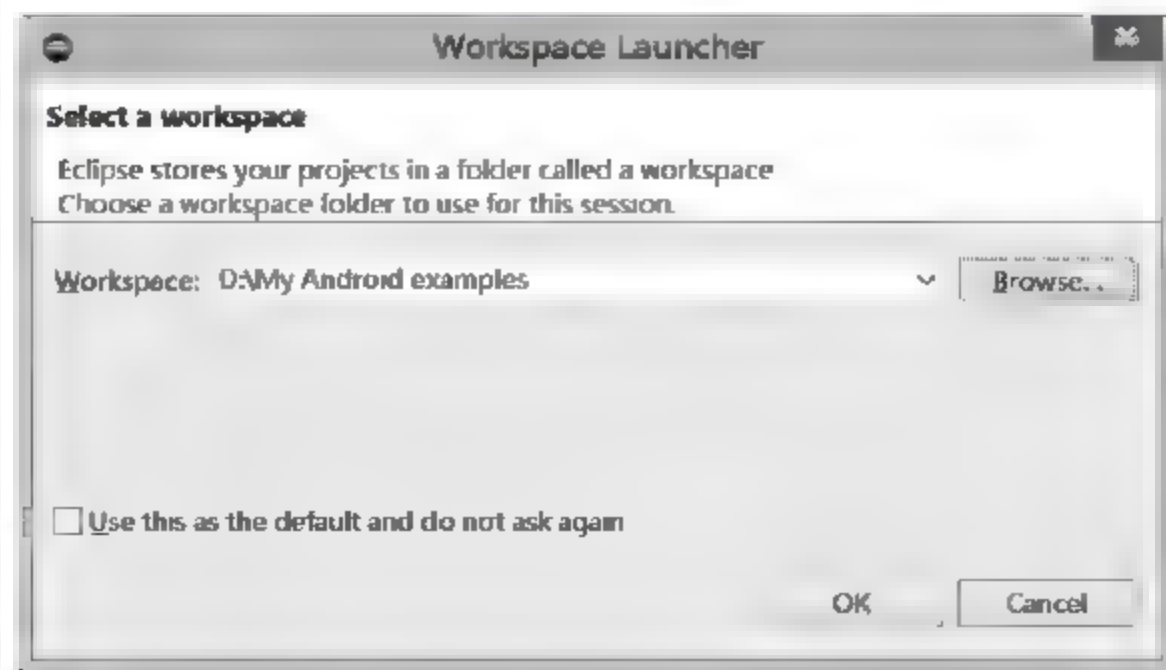 Workspace Launcher
Select a workspace
Eclipse stores your projects in a folder called a workspace
Choose a workspace folder to use for this session.
Workspace: D:\My Android examples Browse...
Use this as the default and do not ask again
OK Cancel